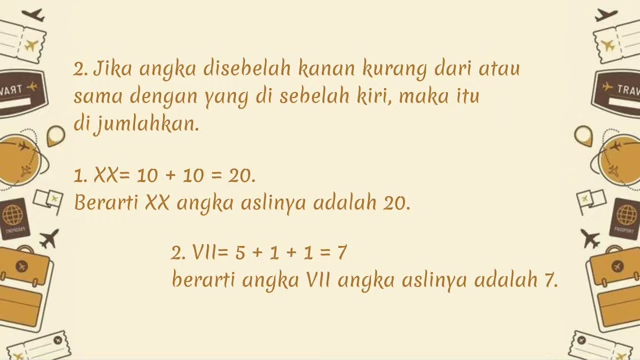 2. Jika angka disebelah kanan kurang dari atau
sama dengan yang di sebelah kiri, maka itu
di jumlahkan.
1. XX= 10 + 10 = 20.
Berarti XX angka aslinya adalah 20.
2. VII= 5 + 1 + 1 = 7
berarti angka VII angka aslinya adalah 7.